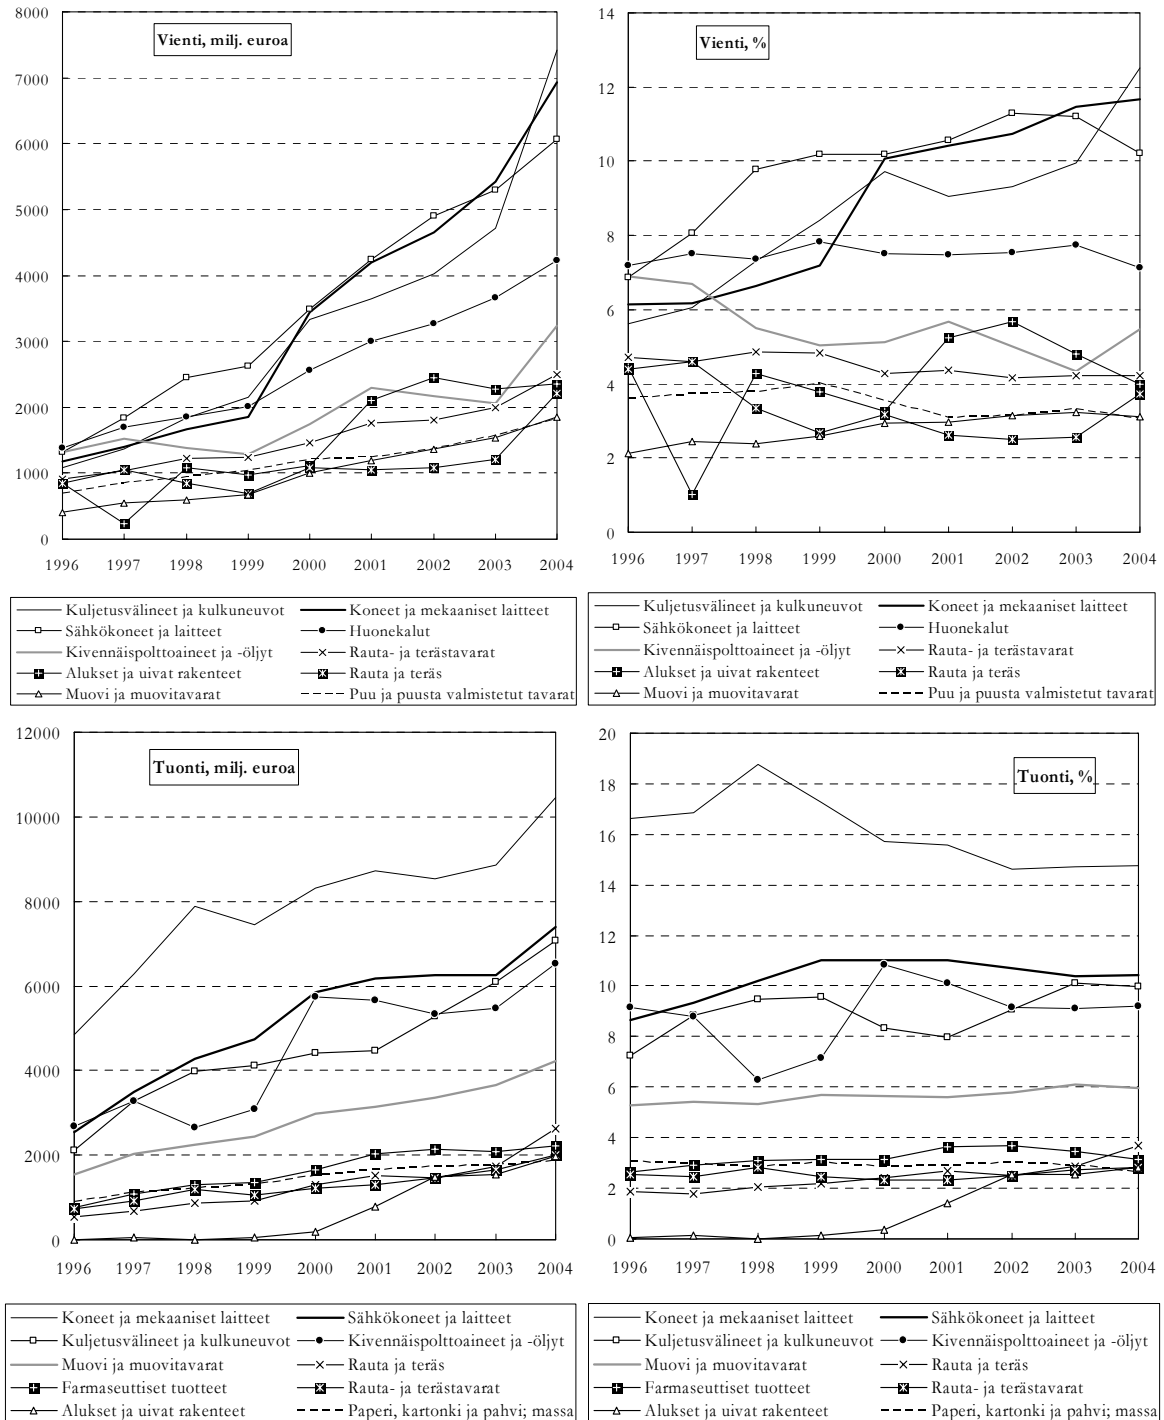 Vienti, milj. euroa
8000
7000
6000
5000
4000
3000
2000
1000
0
1996 1997 1998 1999 2000 2001 2002 2003 2004
Kuljetusvälineet ja kulkuneuvot Koneet ja mekaaniset laitteet
Sähkökoneet ja laitteet Huonekalut
Kivennäispolttoaineet ja -öljyt Rauta- ja terästavarat
Alukset ja uivat rakenteet Rauta ja teräs
Muovi ja muovitavarat Puu ja puusta valmistetut tavarat
Vienti, %
14
12
10
8
6
4
2
0
1996 1997 1998 1999 2000 2001 2002 2003 2004
Kuljetusvälineet ja kulkuneuvot Koneet ja mekaaniset laitteet
Sähkökoneet ja laitteet Huonekalut
Kivennäispolttoaineet ja -öljyt Rauta- ja terästavarat
Alukset ja uivat rakenteet Rauta ja teräs
Muovi ja muovitavarat Puu ja puusta valmistetut tavarat
Tuonti, milj. euroa
12000
10000
8000
6000
4000
2000
0
1996 1997 1998 1999 2000 2001 2002 2003 2004
Koneet ja mekaaniset laitteet Sähkökoneet ja laitteet
Kuljetusvälineet ja kulkuneuvot Kivennäispolttoaineet ja -öljyt
Muovi ja muovitavarat Rauta ja teräs
Farmaseuttiset tuotteet Rauta- ja terästavarat
Alukset ja uivat rakenteet Paperi, kartonki ja pahvi; massa
Tuonti, %
20
18
16
14
12
10
8
6
4
2
0
1996 1997 1998 1999 2000 2001 2002 2003 2004
Koneet ja mekaaniset laitteet Sähkökoneet ja laitteet
Kuljetusvälineet ja kulkuneuvot Kivennäispolttoaineet ja -öljyt
Muovi ja muovitavarat Rauta ja teräs
Farmaseuttiset tuotteet Rauta- ja terästavarat
Alukset ja uivat rakenteet Paperi, kartonki ja pahvi; massa